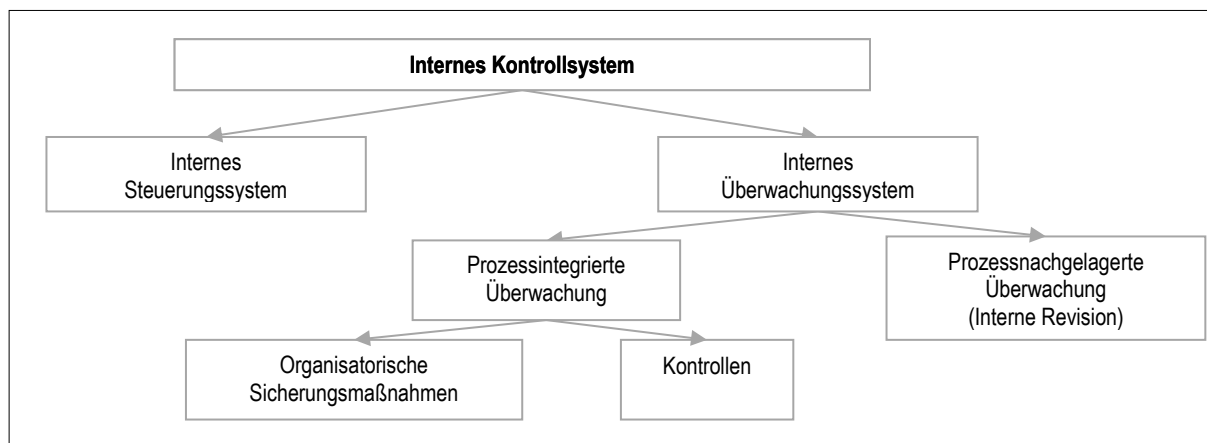 Internes Kontrollsystem
Internes
Steuerungssystem
Internes
Überwachungssystem
Prozessintegrierte
Überwachung
Prozessnachgelagerte
Überwachung
(Interne Revision)
Organisatorische
Sicherungsmaßnahmen
Kontrollen